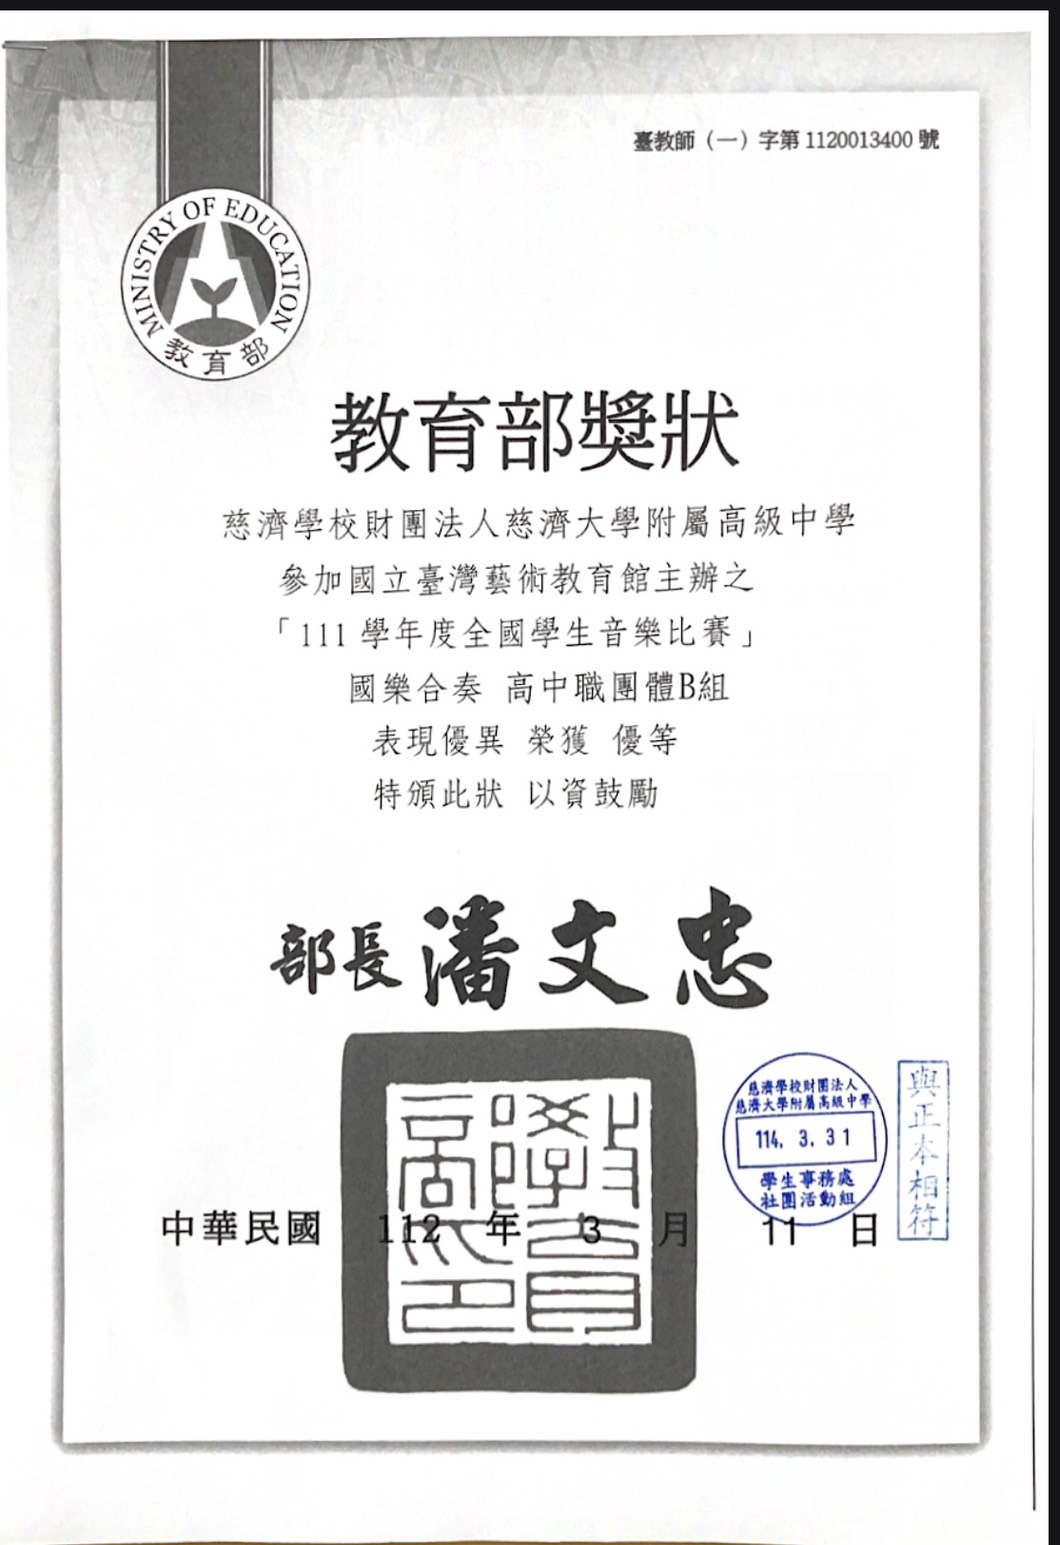 臺教師（一）字第1120013400號
MINISTRY OF EDUCATION
教育部
教育部獎狀
慈濟學校財團法人慈濟大學附屬高級中學
參加國立臺灣藝術教育館主辦之
「111 學年度全國學生音樂比賽」
國樂合奏 高中職團體B組
表現優異 榮獲 優等
特頒此狀 以資鼓勵
部長 潘文忠
教育部印
慈濟學校財團法人
慈濟大學附屬高級中學
114. 3. 31
學生事務處
社團活動組
與正本相符
中華民國 112 年 3 月 11 日